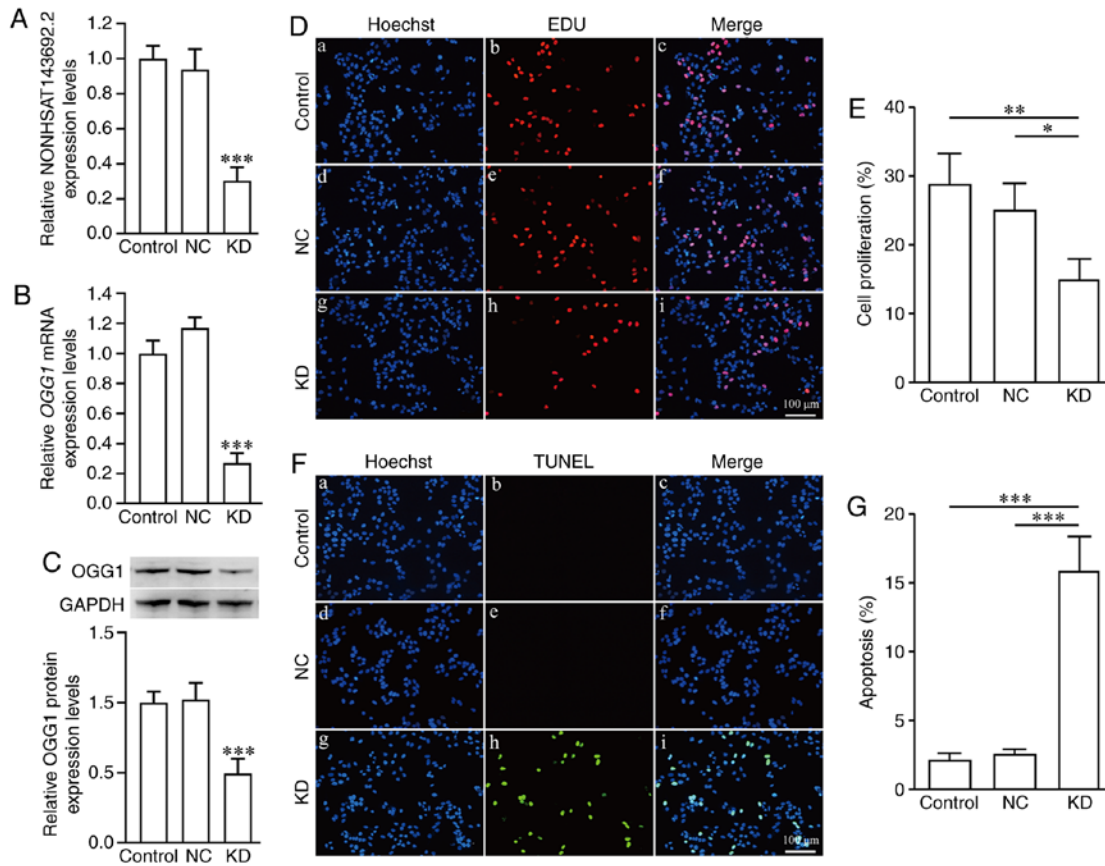 A
Relative NONHSAT143692.2
expression levels
1.2
1.0
0.8
0.6
0.4
0.2
0.0
***
Control NC KD
B
Relative OGG1 mRNA
expression levels
1.4
1.2
1.0
0.8
0.6
0.4
0.2
0.0
***
Control NC KD
C
OGG1
GAPDH
Relative OGG1 protein
expression levels
1.5
1.5
0.5
0.0
***
Control NC KD
D
Hoechst EDU Merge
Control
a b c
NC
d e f
KD
g h i
100 μm
E
Cell proliferation (%)
40
30
20
10
0
**
*
Control NC KD
F
Hoechst TUNEL Merge
Control
a b c
NC
d e f
KD
g h i
100 μm
G
Apoptosis (%)
20
15
10
5
0
***
***
Control NC KD